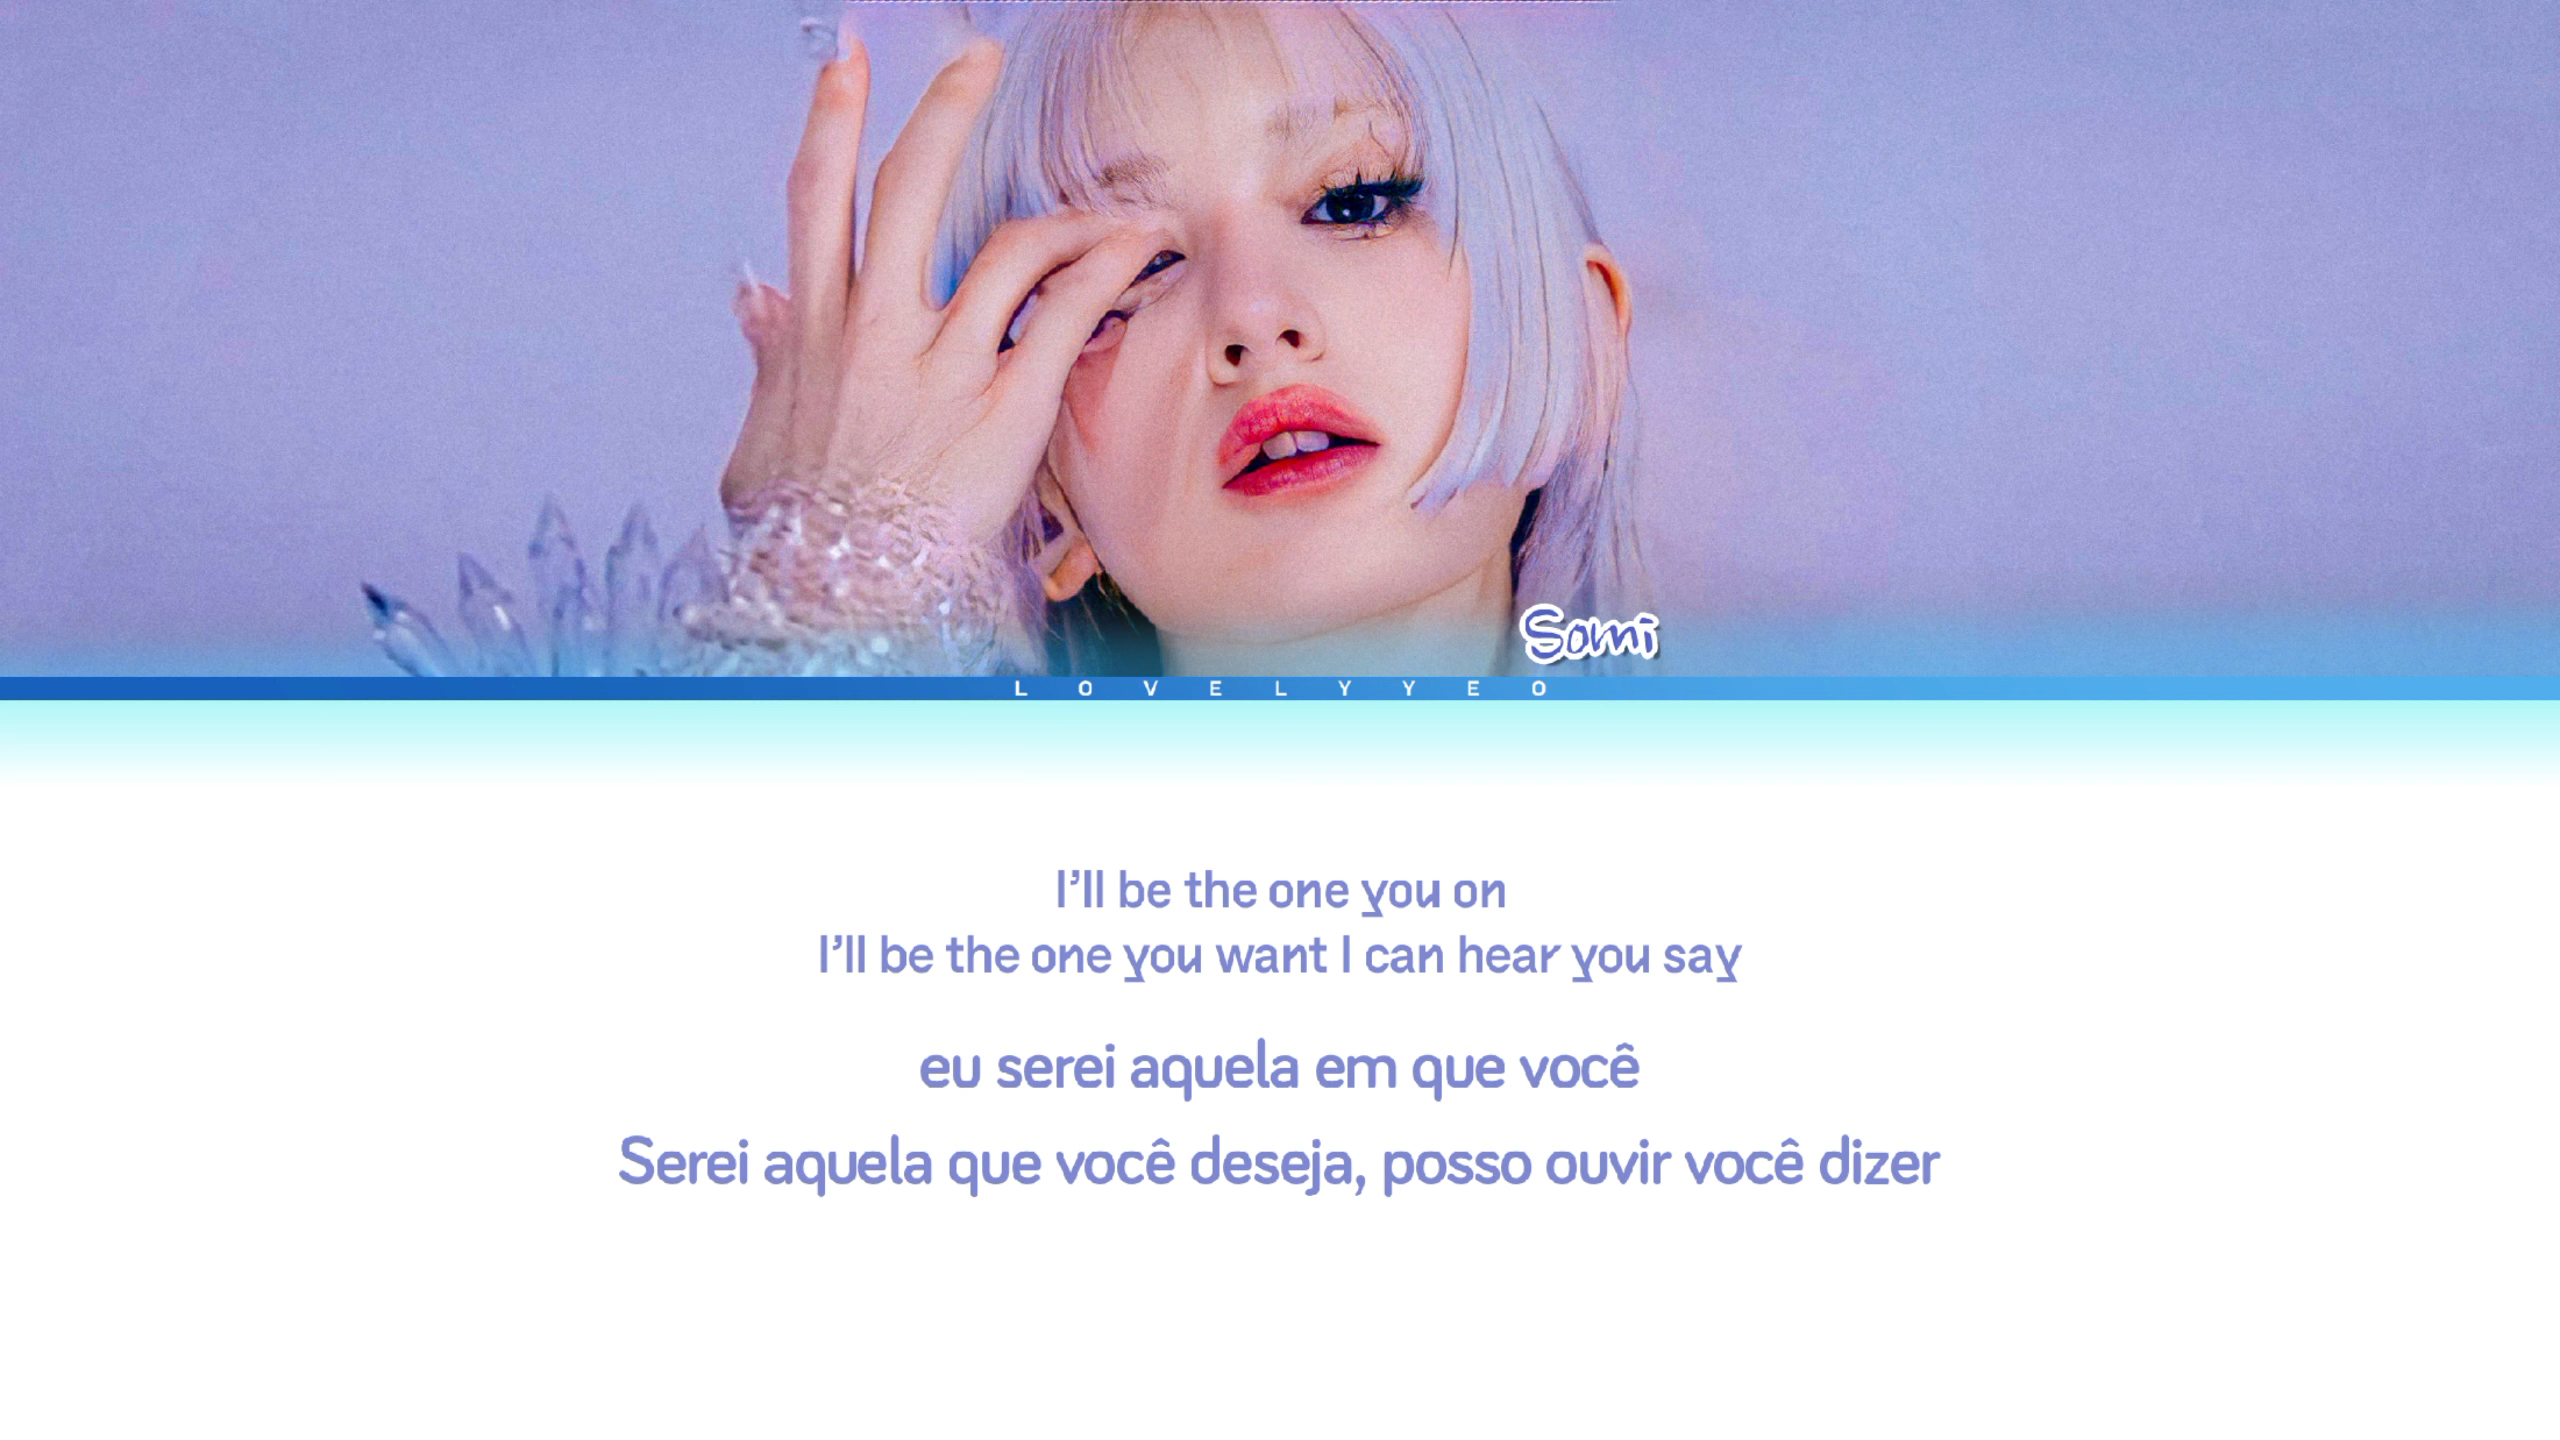 Somi
LOVELYYEO
I'll be the one you on
I'll be the one you want I can hear you say
eu serei aquela em que você
Serei aquela que você deseja, posso ouvir você dizer